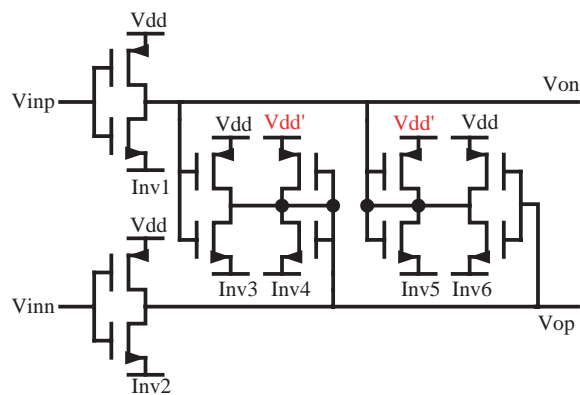 Vdd
Vinp
Von
Vdd Vdd' Vdd' Vdd
Inv1
Vdd
Inv3 Inv4 Inv5 Inv6
Vinn
Vop
Inv2